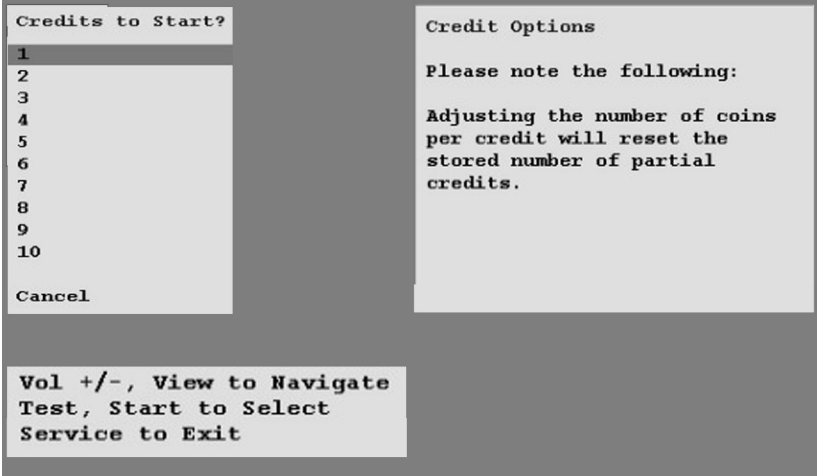 Credits to Start?
1
2
3
4
5
6
7
8
9
10
Cancel
Credit Options
Please note the following:
Adjusting the number of coins
per credit will reset the
stored number of partial
credits.
Vol +/-, View to Navigate
Test, Start to Select
Service to Exit